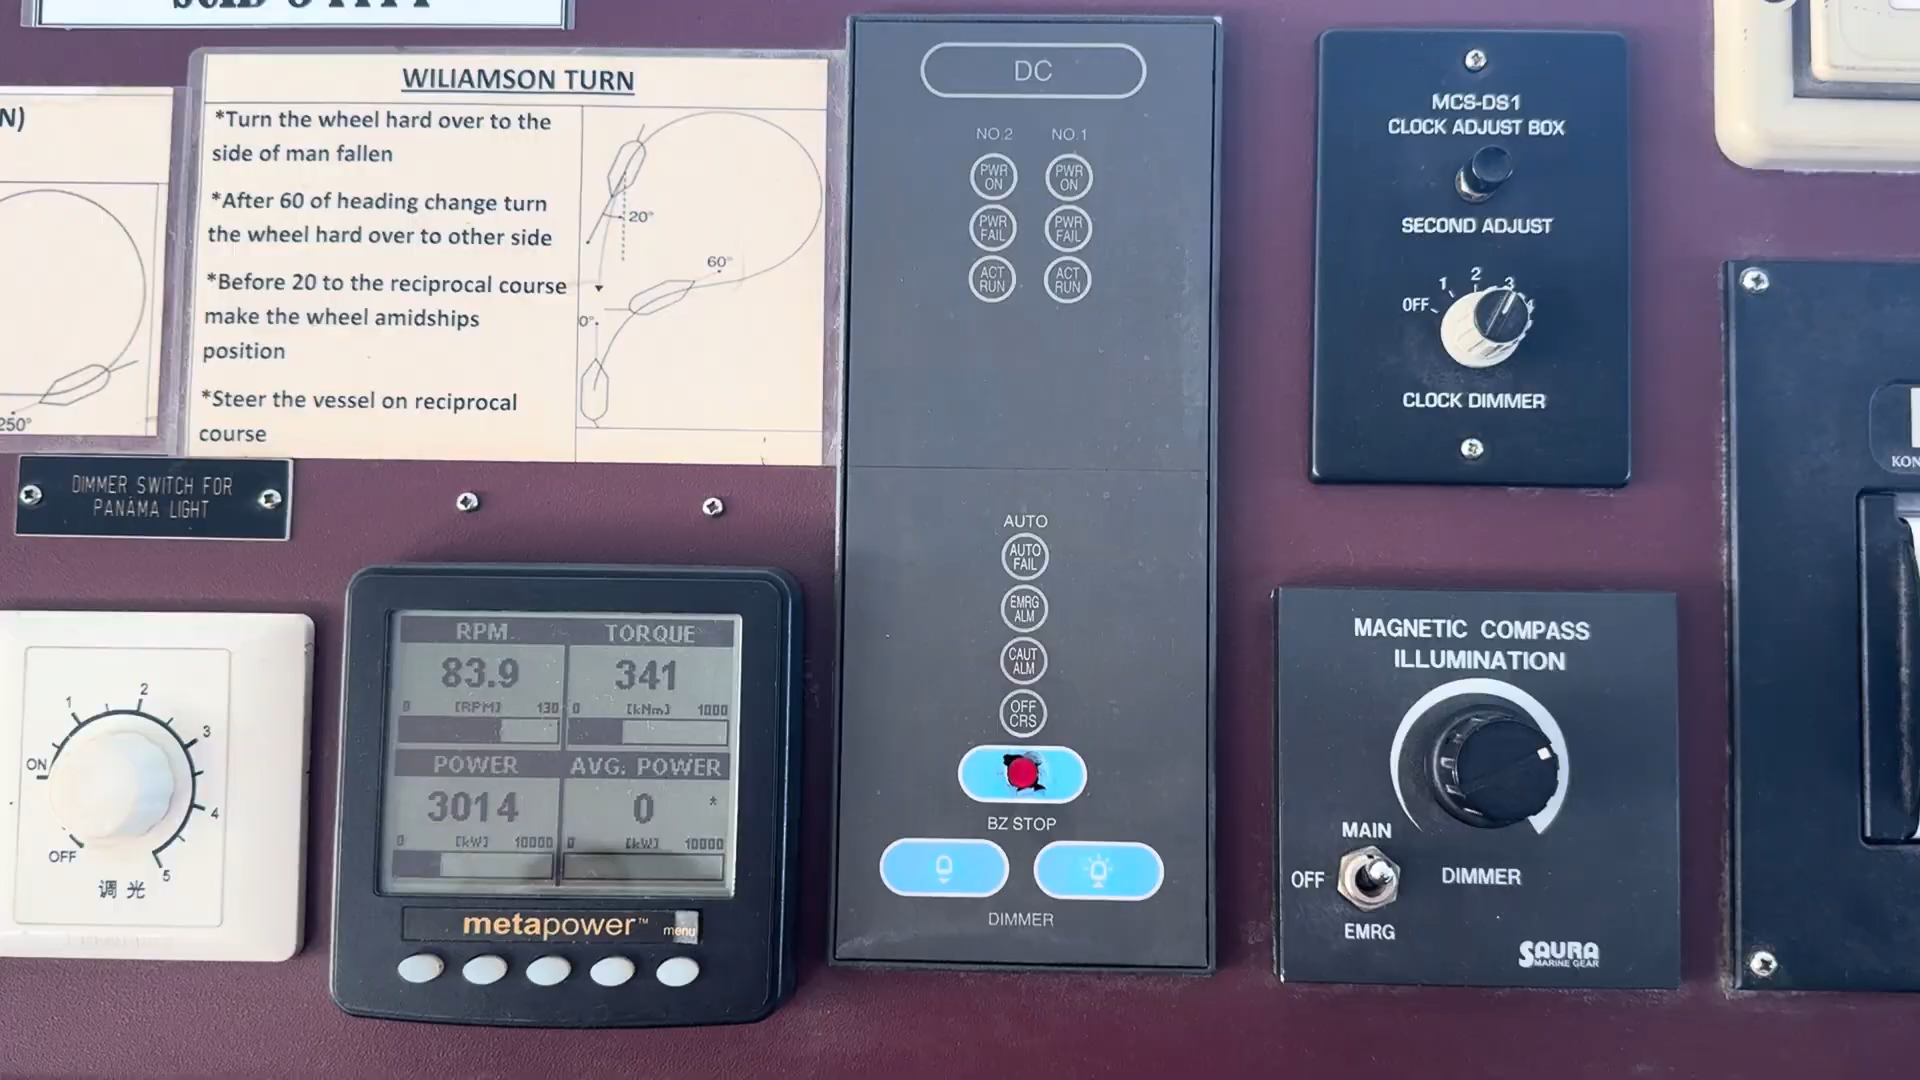 WILIAMSON TURN
*Turn the wheel hard over to the
side of man fallen
*After 60 of heading change turn
the wheel hard over to other side
*Before 20 to the reciprocal course
make the wheel amidships
position
*Steer the vessel on reciprocal
course
20°
60°
0°
N)
250°
DIMMER SWITCH FOR
PANAMA LIGHT
ON
1
2
3
4
5
OFF
调光
RPM
TORQUE
83.9
341
0 [RPM] 130
0 [kNm] 1000
POWER
AVG. POWER
3014
0 *
0 [kW] 10000
0 [kW] 10000
metapower™
menu
DC
NO.2 NO.1
PWR ON
PWR ON
PWR FAIL
PWR FAIL
ACT RUN
ACT RUN
AUTO
AUTO FAIL
EMRG ALM
CAUT ALM
OFF CRS
BZ STOP
DIMMER
MCS-DS1
CLOCK ADJUST BOX
SECOND ADJUST
OFF 1 2 3 4
CLOCK DIMMER
MAGNETIC COMPASS
ILLUMINATION
MAIN
OFF
EMRG
DIMMER
SAURA
MARINE GEAR
KON